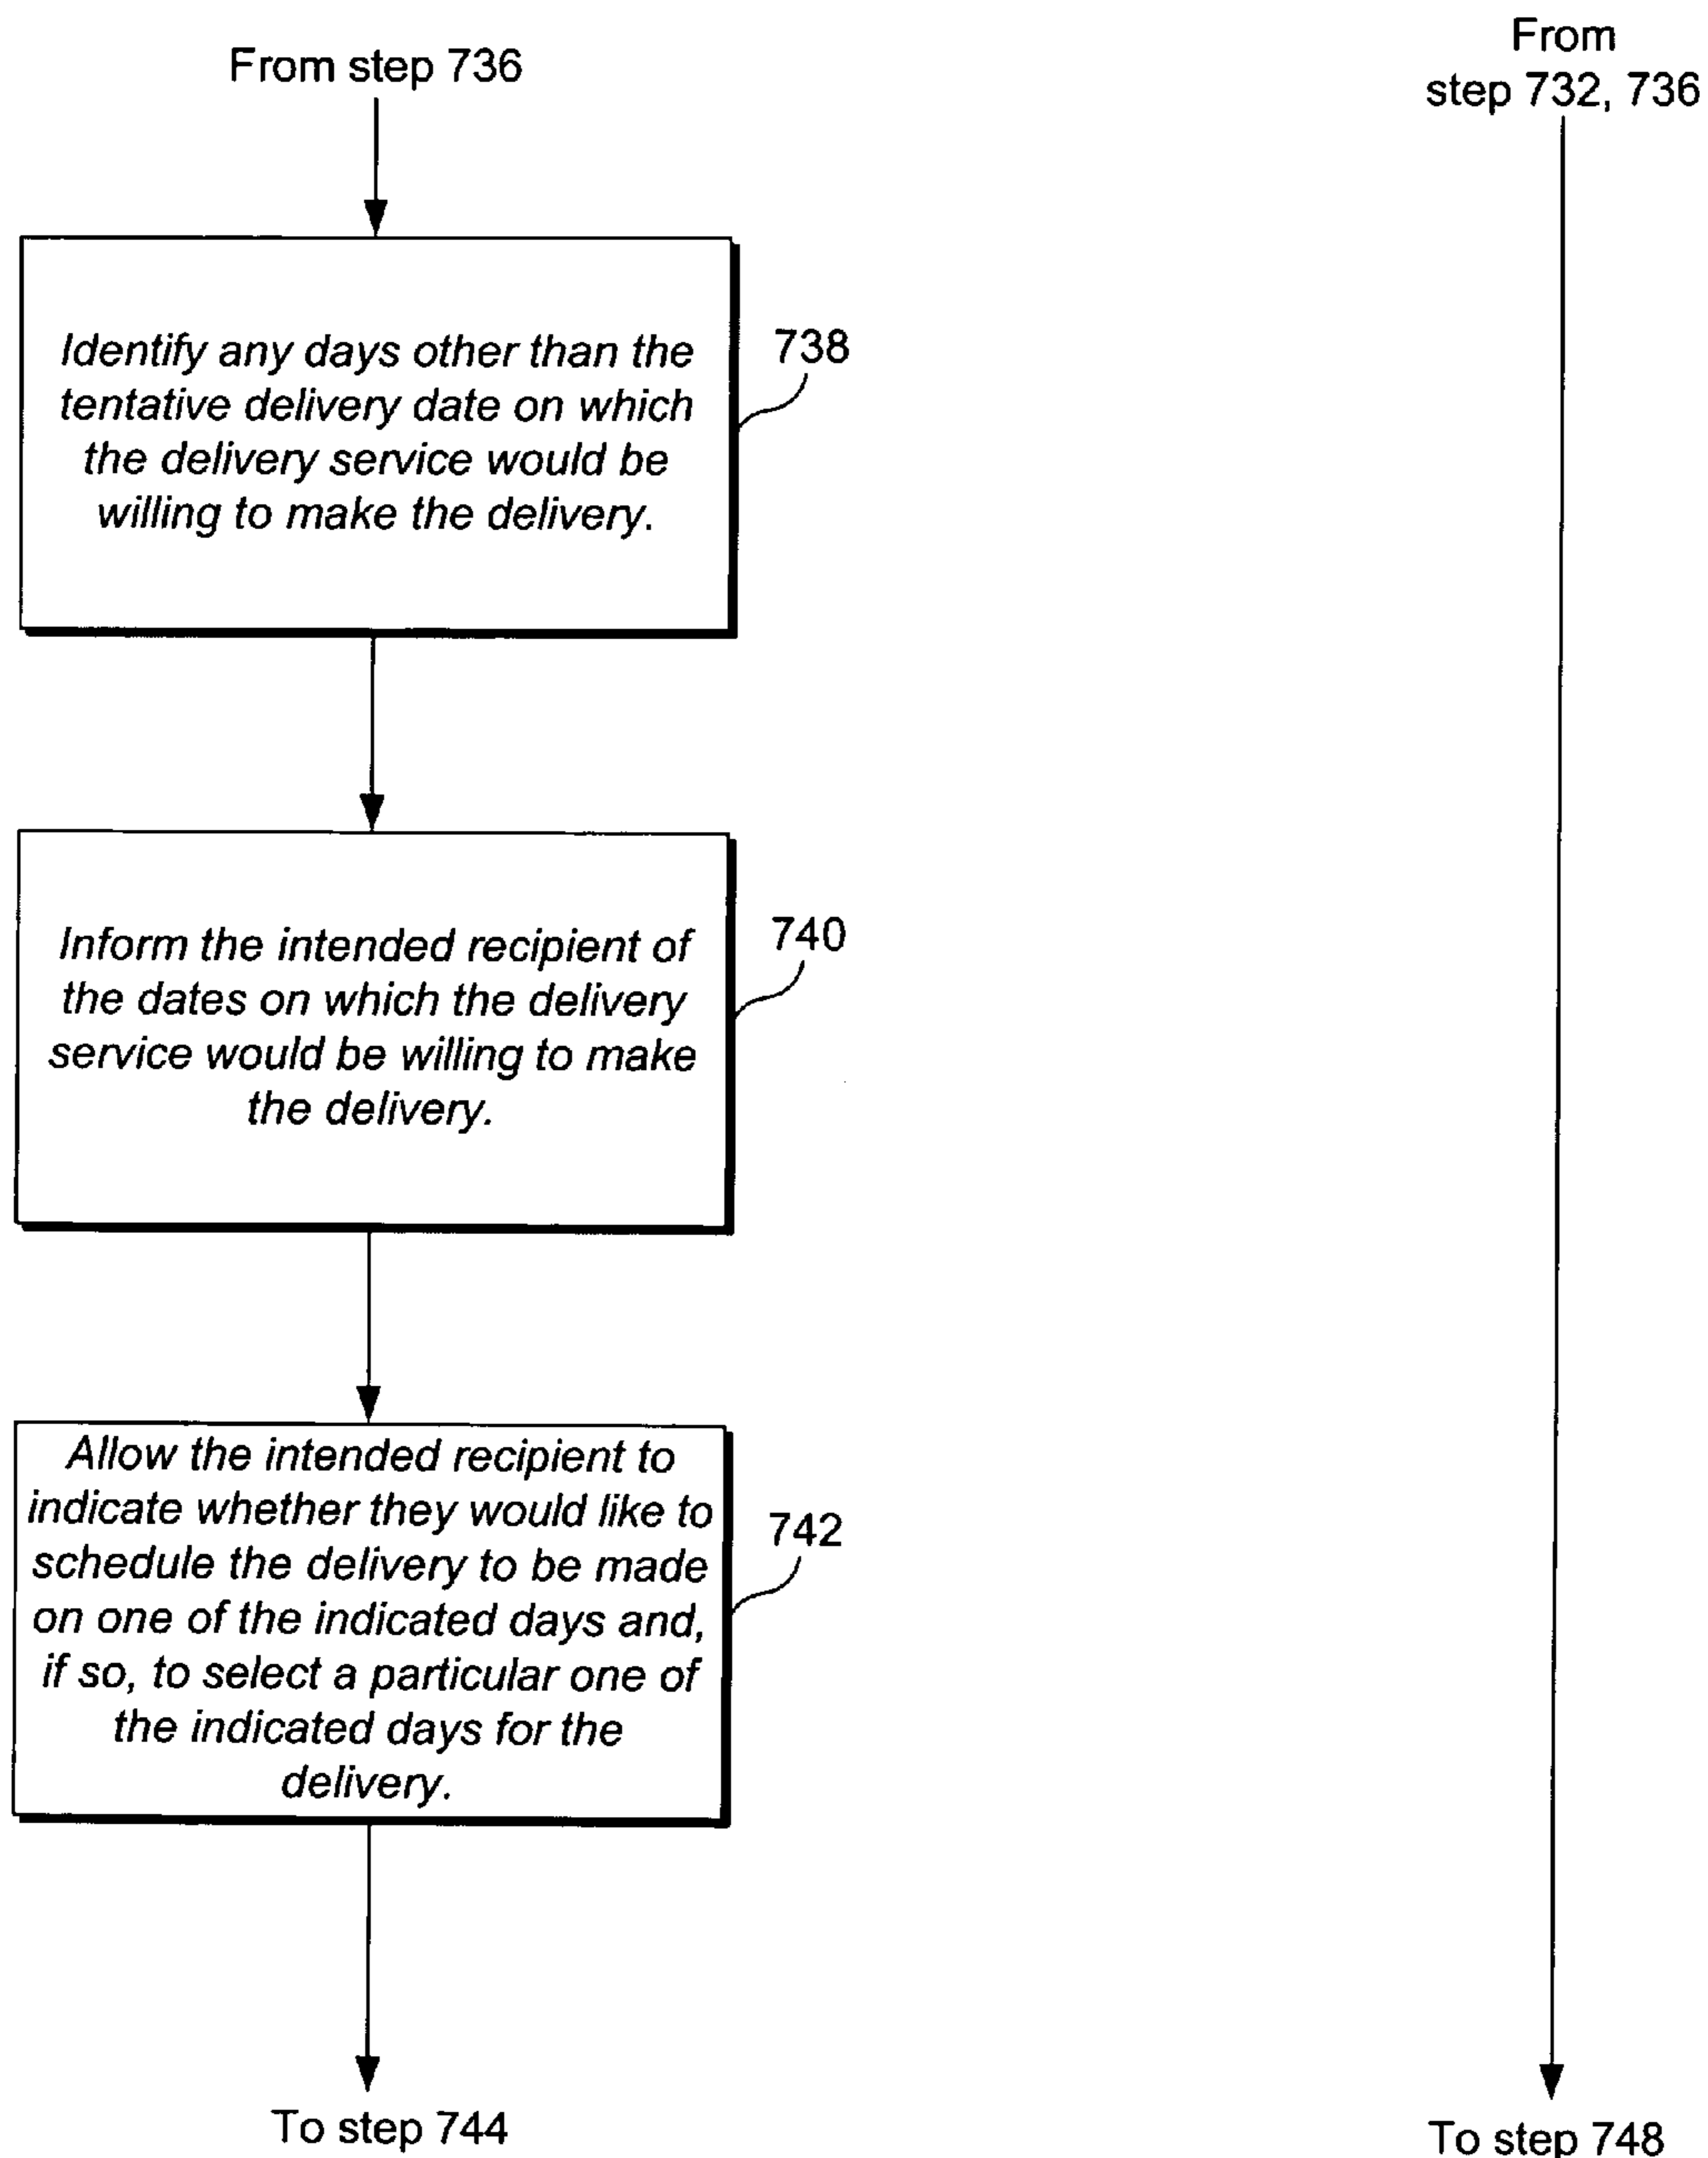 From step 736
From
step 732, 736
Identify any days other than the
tentative delivery date on which
the delivery service would be
willing to make the delivery.
738
Inform the intended recipient of
the dates on which the delivery
service would be willing to make
the delivery.
740
Allow the intended recipient to
indicate whether they would like to
schedule the delivery to be made
on one of the indicated days and,
if so, to select a particular one of
the indicated days for the
delivery.
742
To step 744
To step 748